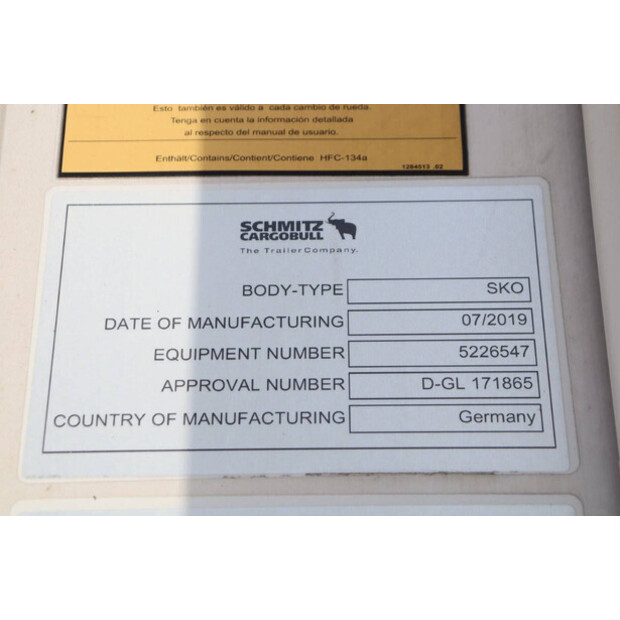 Esto también es válido a cada cambio de rueda.
Tenga en cuenta la información detallada
al respecto del manual de usuario.
Enthält/Contains/Contient/Contiene HFC-134a
1284513 .02
SCHMITZ
CARGOBULL
The Trailer Company.
BODY-TYPE SKO
DATE OF MANUFACTURING 07/2019
EQUIPMENT NUMBER 5226547
APPROVAL NUMBER D-GL 171865
COUNTRY OF MANUFACTURING Germany